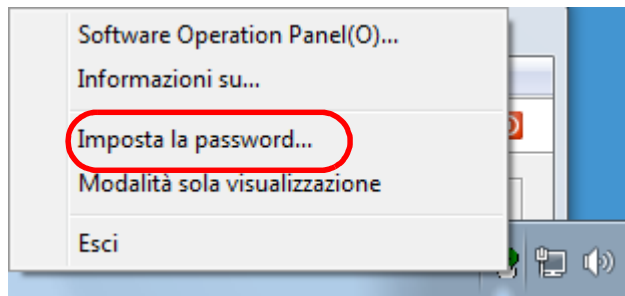 Software Operation Panel(O)...
Informazioni su...
Imposta la password...
Modalità sola visualizzazione
Esci